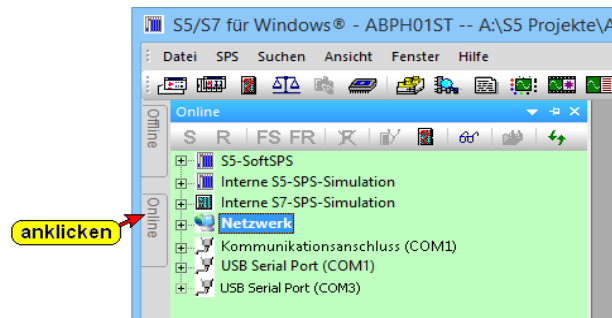 S5/S7 für Windows® - ABPH01ST -- A:\S5 Projekte\A
Datei SPS Suchen Ansicht Fenster Hilfe
Offline
Online
Online
S R FS FR
S5-SoftSPS
Interne S5-SPS-Simulation
Interne S7-SPS-Simulation
Netzwerk
anklicken
Kommunikationsanschluss (COM1)
USB Serial Port (COM1)
USB Serial Port (COM3)